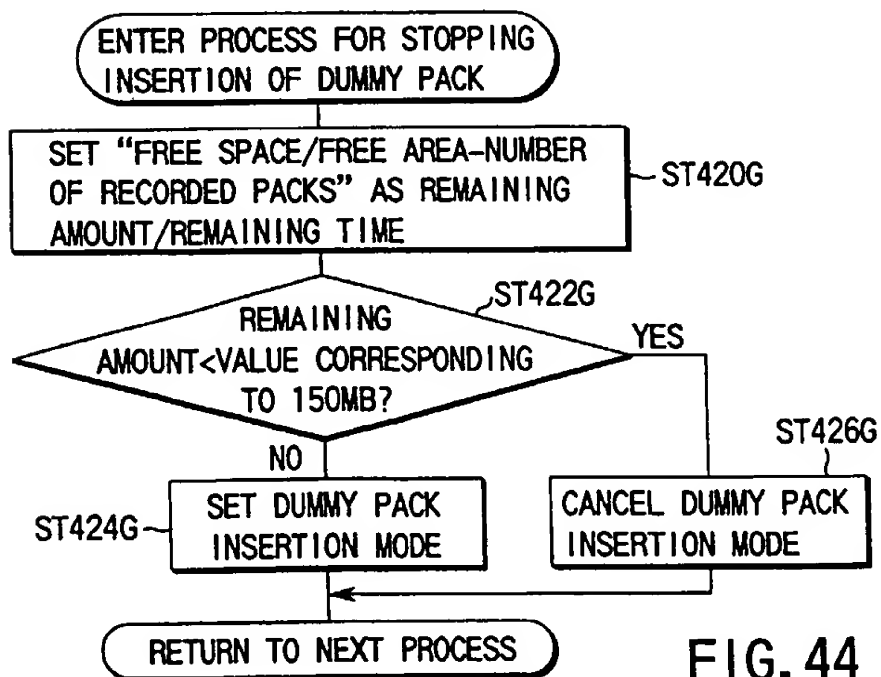 ENTER PROCESS FOR STOPPING
INSERTION OF DUMMY PACK
SET “FREE SPACE/FREE AREA-NUMBER
OF RECORDED PACKS” AS REMAINING
AMOUNT/REMAINING TIME
ST420G
ST422G
REMAINING
AMOUNT<VALUE CORRESPONDING
TO 150MB?
YES
NO
ST426G
ST424G
SET DUMMY PACK
INSERTION MODE
CANCEL DUMMY PACK
INSERTION MODE
RETURN TO NEXT PROCESS
FIG. 44